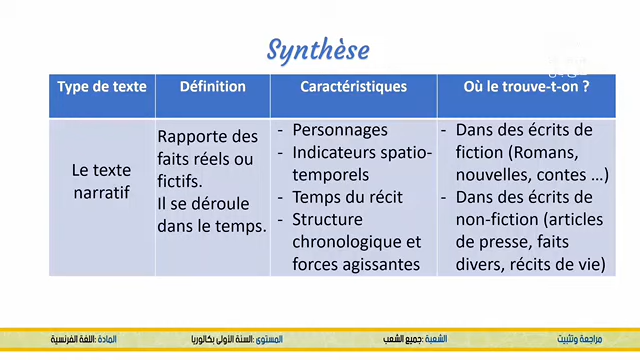 Synthèse
Type de texte
Définition
Caractéristiques
Où le trouve-t-on ?
Le texte
narratif
Rapporte des
faits réels ou
fictifs.
Il se déroule
dans le temps.
- Personnages
- Indicateurs spatio-
temporels
- Temps du récit
- Structure
chronologique et
forces agissantes
- Dans des écrits de
fiction (Romans,
nouvelles, contes …)
- Dans des écrits de
non-fiction (articles
de presse, faits
divers, récits de vie)
مراجعة وتثبيت
الشعبة :جميع الشعب
المستوى :السنة الأولى بكالوريا
المادة :اللغة الفرنسية